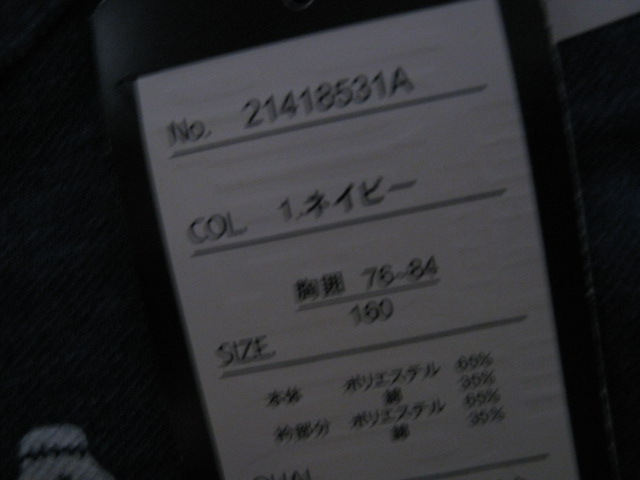 No. 21418531A
COL 1.ネイビー
胸囲 76~84
160
SIZE
本体 ポリエステル 65%
綿 35%
衿部分 ポリエステル 65%
綿 35%